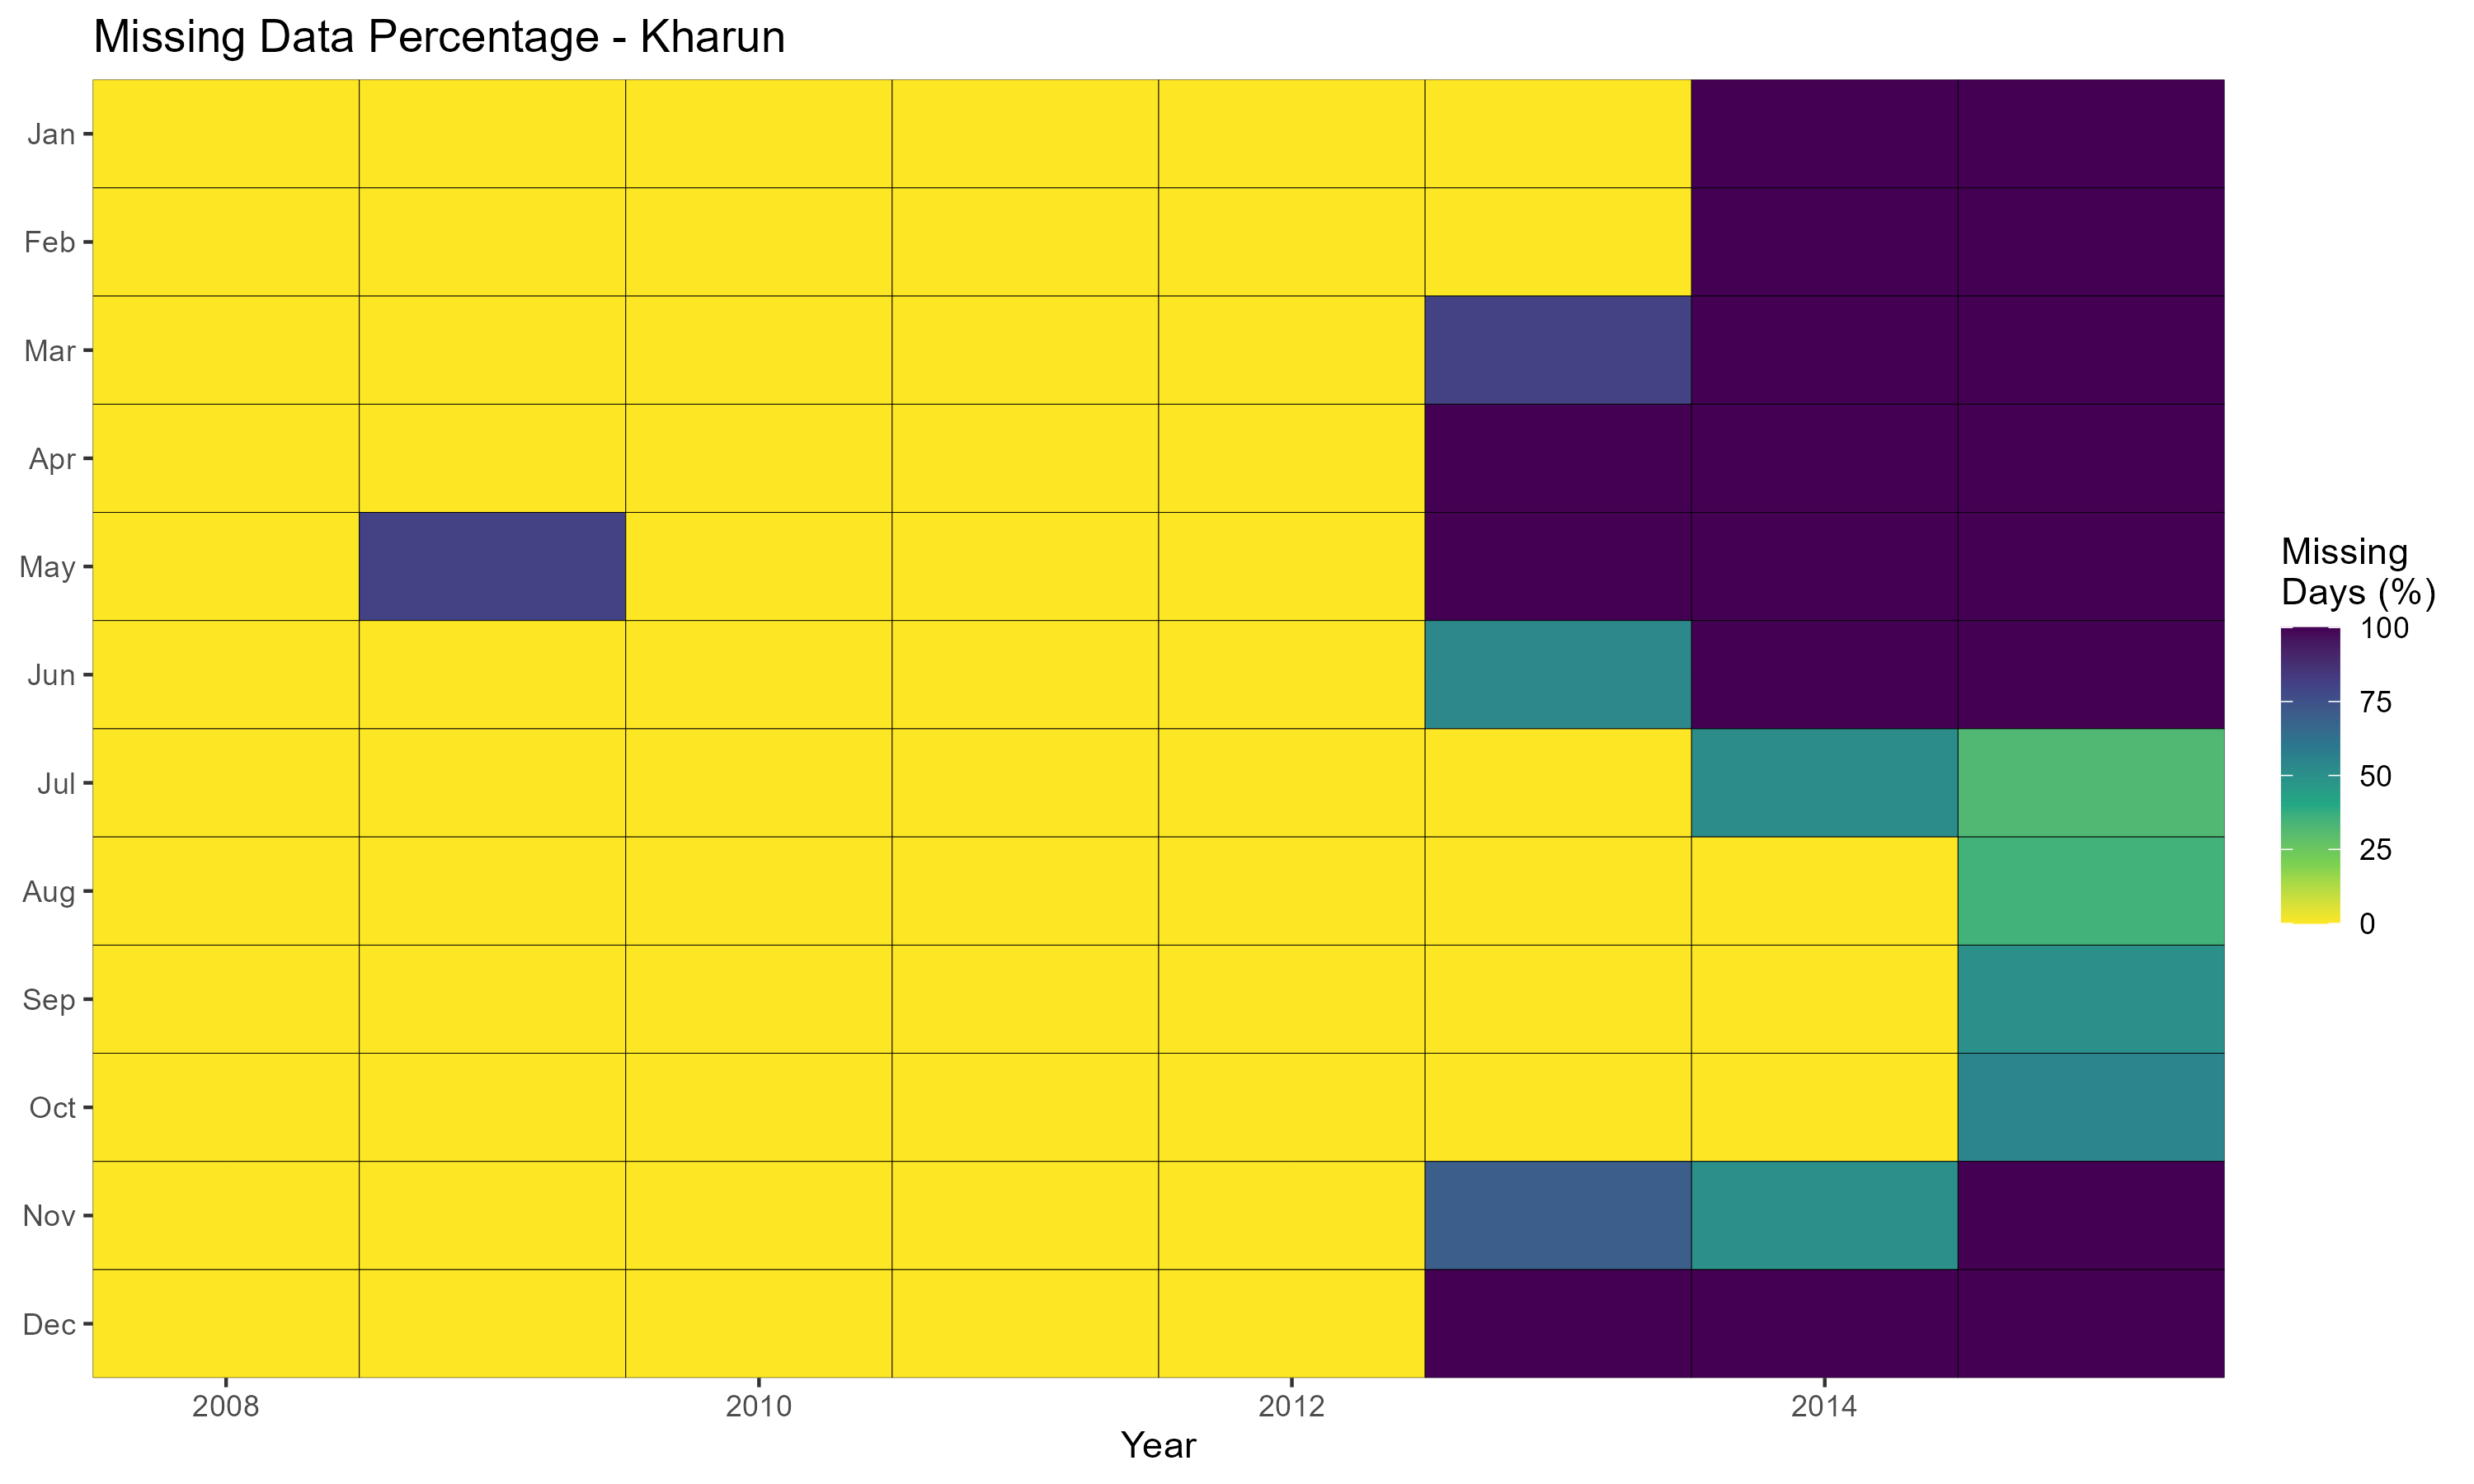 Missing Data Percentage - Kharun
Jan
Feb
Mar
Apr
May
Jun
Jul
Aug
Sep
Oct
Nov
Dec
2008
2010
2012
2014
Year
Missing
Days (%)
100
75
50
25
0